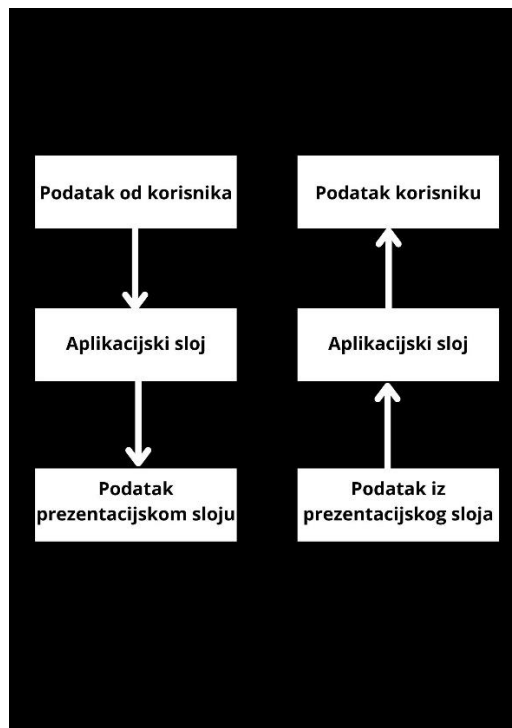 Podatak od korisnika
Aplikacijski sloj
Podatak
prezentacijskom sloju
Podatak korisniku
Aplikacijski sloj
Podatak iz
prezentacijskog sloja